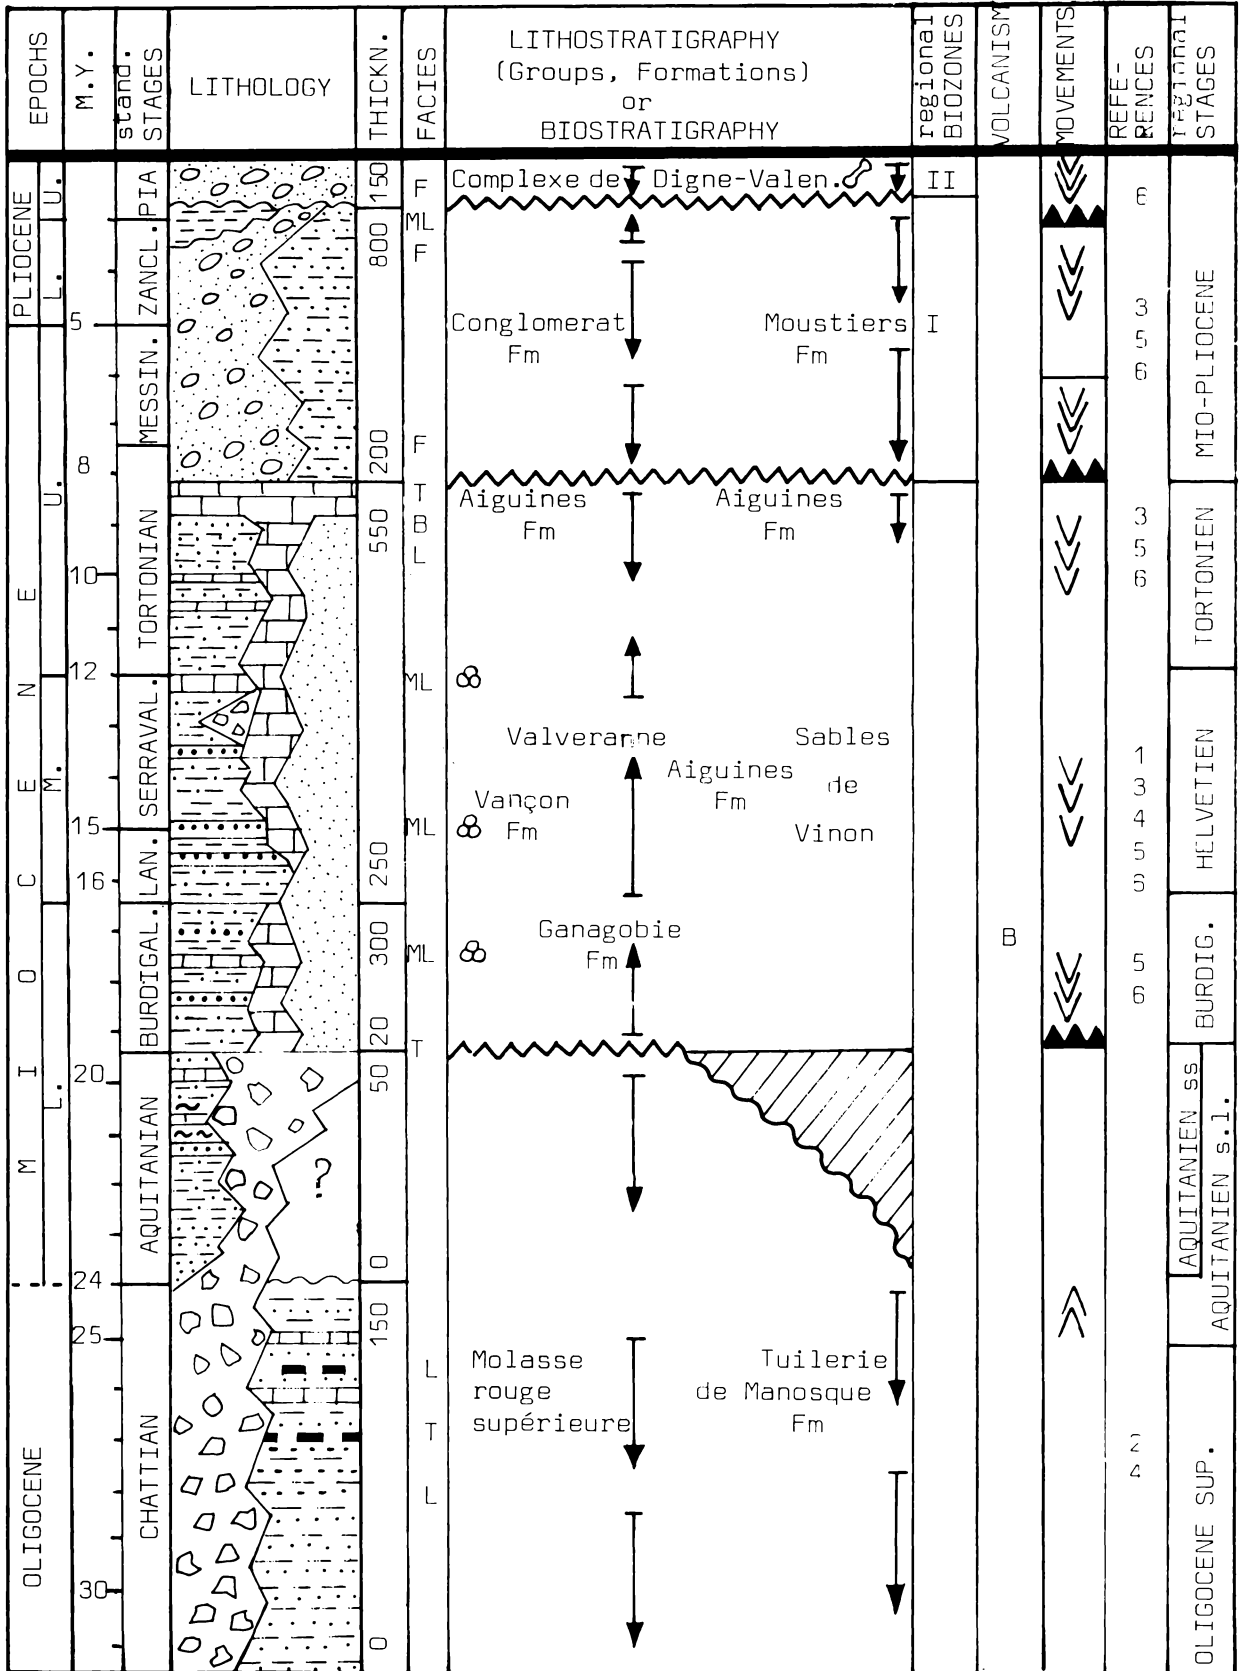 EPOCHS
M.Y.
stand. STAGES
LITHOLOGY
THICKN.
FACIES
LITHOSTRATIGRAPHY
(Groups, Formations)
or
BIOSTRATIGRAPHY
regional BIOZONES
VOLCANISM
MOVEMENTS
REFE-
RENCES
regional STAGES
PLIOCENE
U.
L.
MIOCENE
U.
M.
L.
OLIGOCENE
5
8
10
12
15
16
20
24
25
30
PIA
ZANCL.
MESSIN.
TORTONIAN
SERRAVAL.
LAN.
BURDIGAL.
AQUITANIAN
CHATTIAN
?
150
800
200
550
250
300
20
50
0
150
0
F
ML
F
F
T
B
L
ML
ML
ML
T
L
T
L
Complexe de Digne-Valen.
Conglomerat
Fm
Moustiers
Fm
Aiguines
Fm
Aiguines
Fm
Valveranne
Sables
Aiguines
Fm
de
Vançon
Fm
Vinon
Ganagobie
Fm
Molasse
rouge
supérieure
Tuilerie
de Manosque
Fm
II
I
B
6
3
5
6
3
5
6
1
3
4
5
6
5
6
2
4
MIO-PLIOCENE
TORTONIEN
HELVETIEN
BURDIG.
AQUITANIEN ss
AQUITANIEN s.l.
OLIGOCENE SUP.